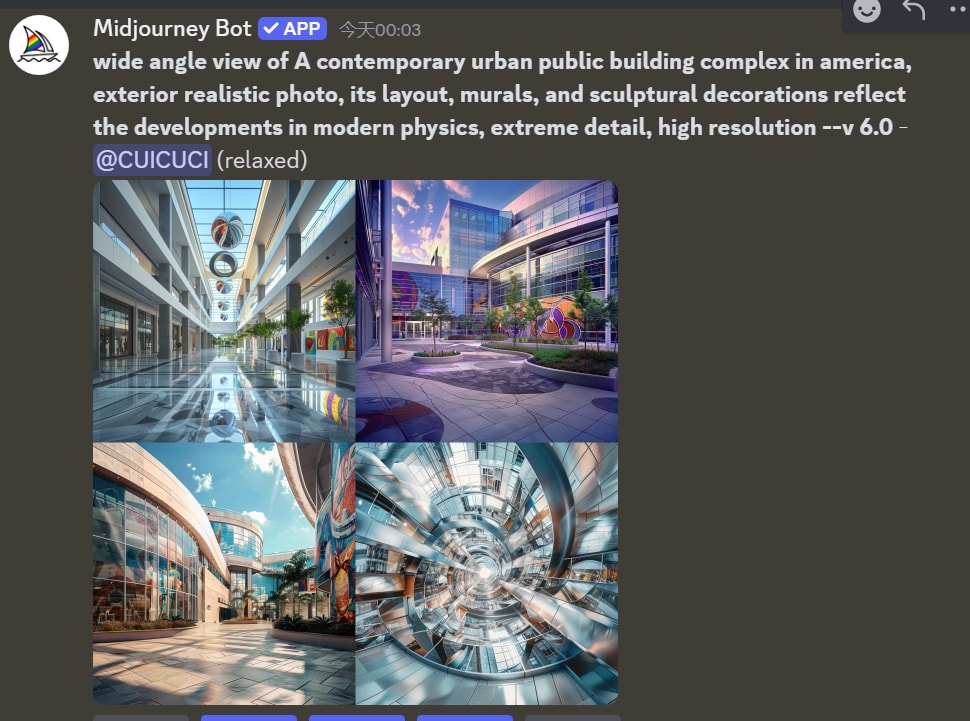 Midjourney Bot ✓ APP 今天00:03
wide angle view of A contemporary urban public building complex in america,
exterior realistic photo, its layout, murals, and sculptural decorations reflect
the developments in modern physics, extreme detail, high resolution --v 6.0 -
@CUICUCI (relaxed)